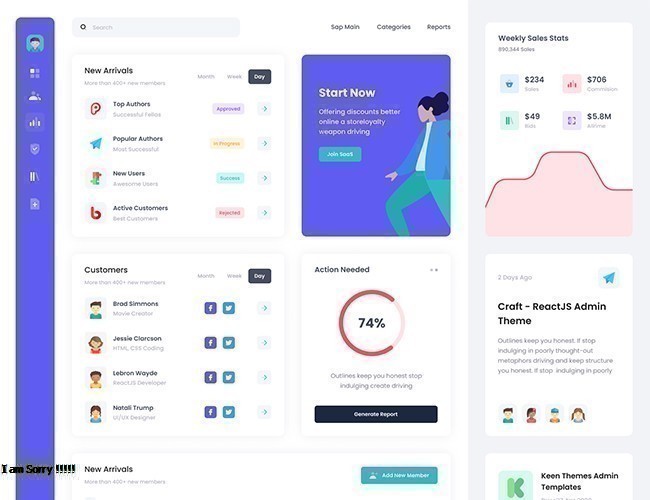 Search
Sap Main
Categories
Reports
New Arrivals
More than 400+ new members
Month
Week
Day
Top Authors
Successful Fellas
Approved
Popular Authors
Most Successful
In Progress
New Users
Awesome Users
Success
Active Customers
Best Customers
Rejected
Start Now
Offering discounts better
online a storeloyalty
weapon driving
Join SaaS
Weekly Sales Stats
890,344 Sales
$234
Sales
$706
Commision
$49
$5.8M
Customers
More than 400+ new members
Month
Week
Day
Brad Simmons
Movie Creator
Jessie Clarcson
HTML, CSS Coding
Lebron Wayde
ReactJS Developer
Natali Trump
UI/UX Designer
Action Needed
74%
Outlines keep you honest stop
indulging create driving
Generate Report
2 Days Ago
Craft - ReactJS Admin
Theme
Outlines keep you honest. If stop
indulging in poorly thought-out
metaphors driving and keep structure
you honest. If stop indulging in poorly
I am Sorry !!!!!
New Arrivals
More than 400+ new members
Add New Member
Keen Themes Admin
Templates